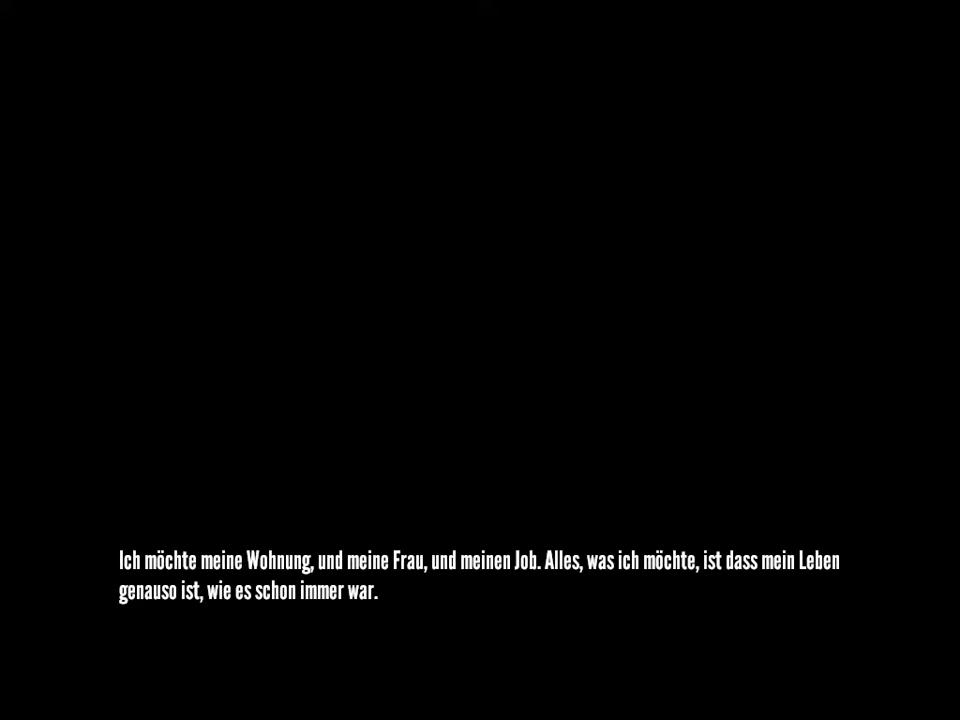 Ich möchte meine Wohnung, und meine Frau, und meinen Job. Alles, was ich möchte, ist dass mein Leben
genauso ist, wie es schon immer war.